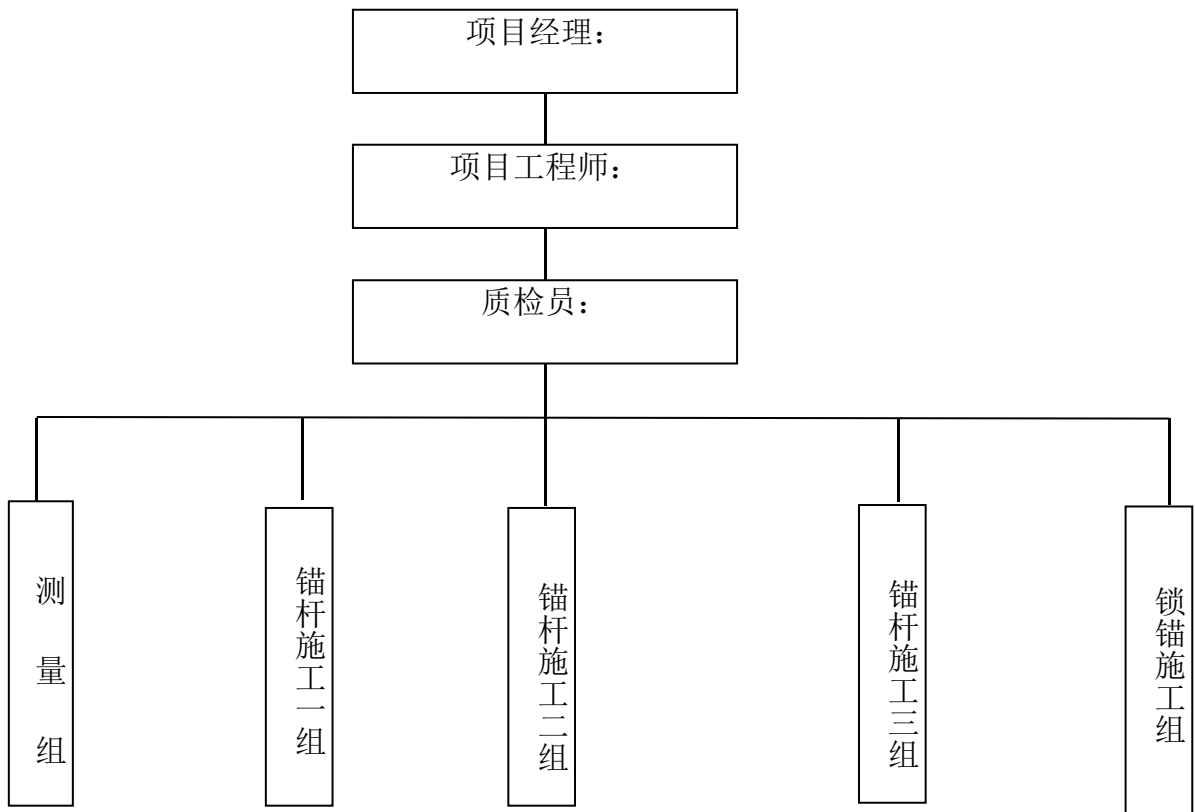 项目经理：
项目工程师：
质检员：
测量组
锚杆施工一组
锚杆施工二组
锚杆施工三组
锁锚施工组